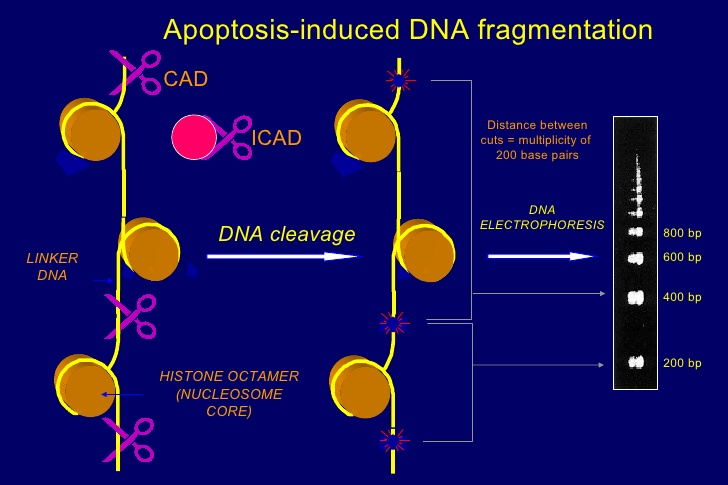 Apoptosis-induced DNA fragmentation
CAD
ICAD
Distance between
cuts = multiplicity of
200 base pairs
DNA cleavage
DNA
ELECTROPHORESIS
LINKER
DNA
HISTONE OCTAMER
(NUCLEOSOME
CORE)
800 bp
600 bp
400 bp
200 bp